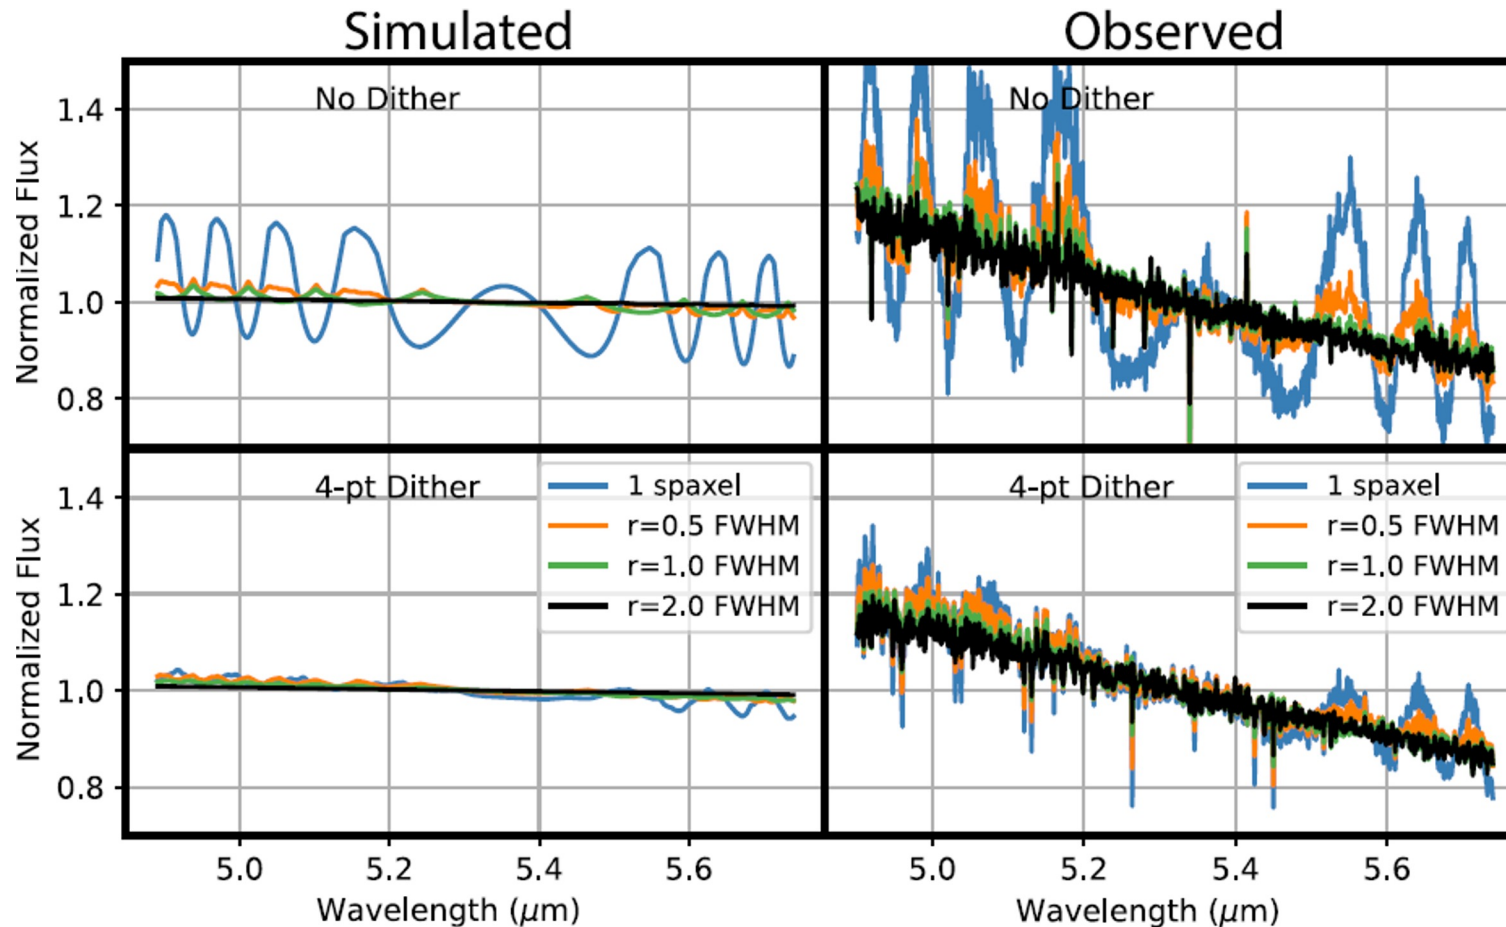 Simulated
Observed
No Dither
No Dither
Normalized Flux
1.4
1.2
1.0
0.8
4-pt Dither
1 spaxel
r=0.5 FWHM
r=1.0 FWHM
r=2.0 FWHM
4-pt Dither
1 spaxel
r=0.5 FWHM
r=1.0 FWHM
r=2.0 FWHM
Normalized Flux
1.4
1.2
1.0
0.8
5.0 5.2 5.4 5.6
5.0 5.2 5.4 5.6
Wavelength (μm)
Wavelength (μm)